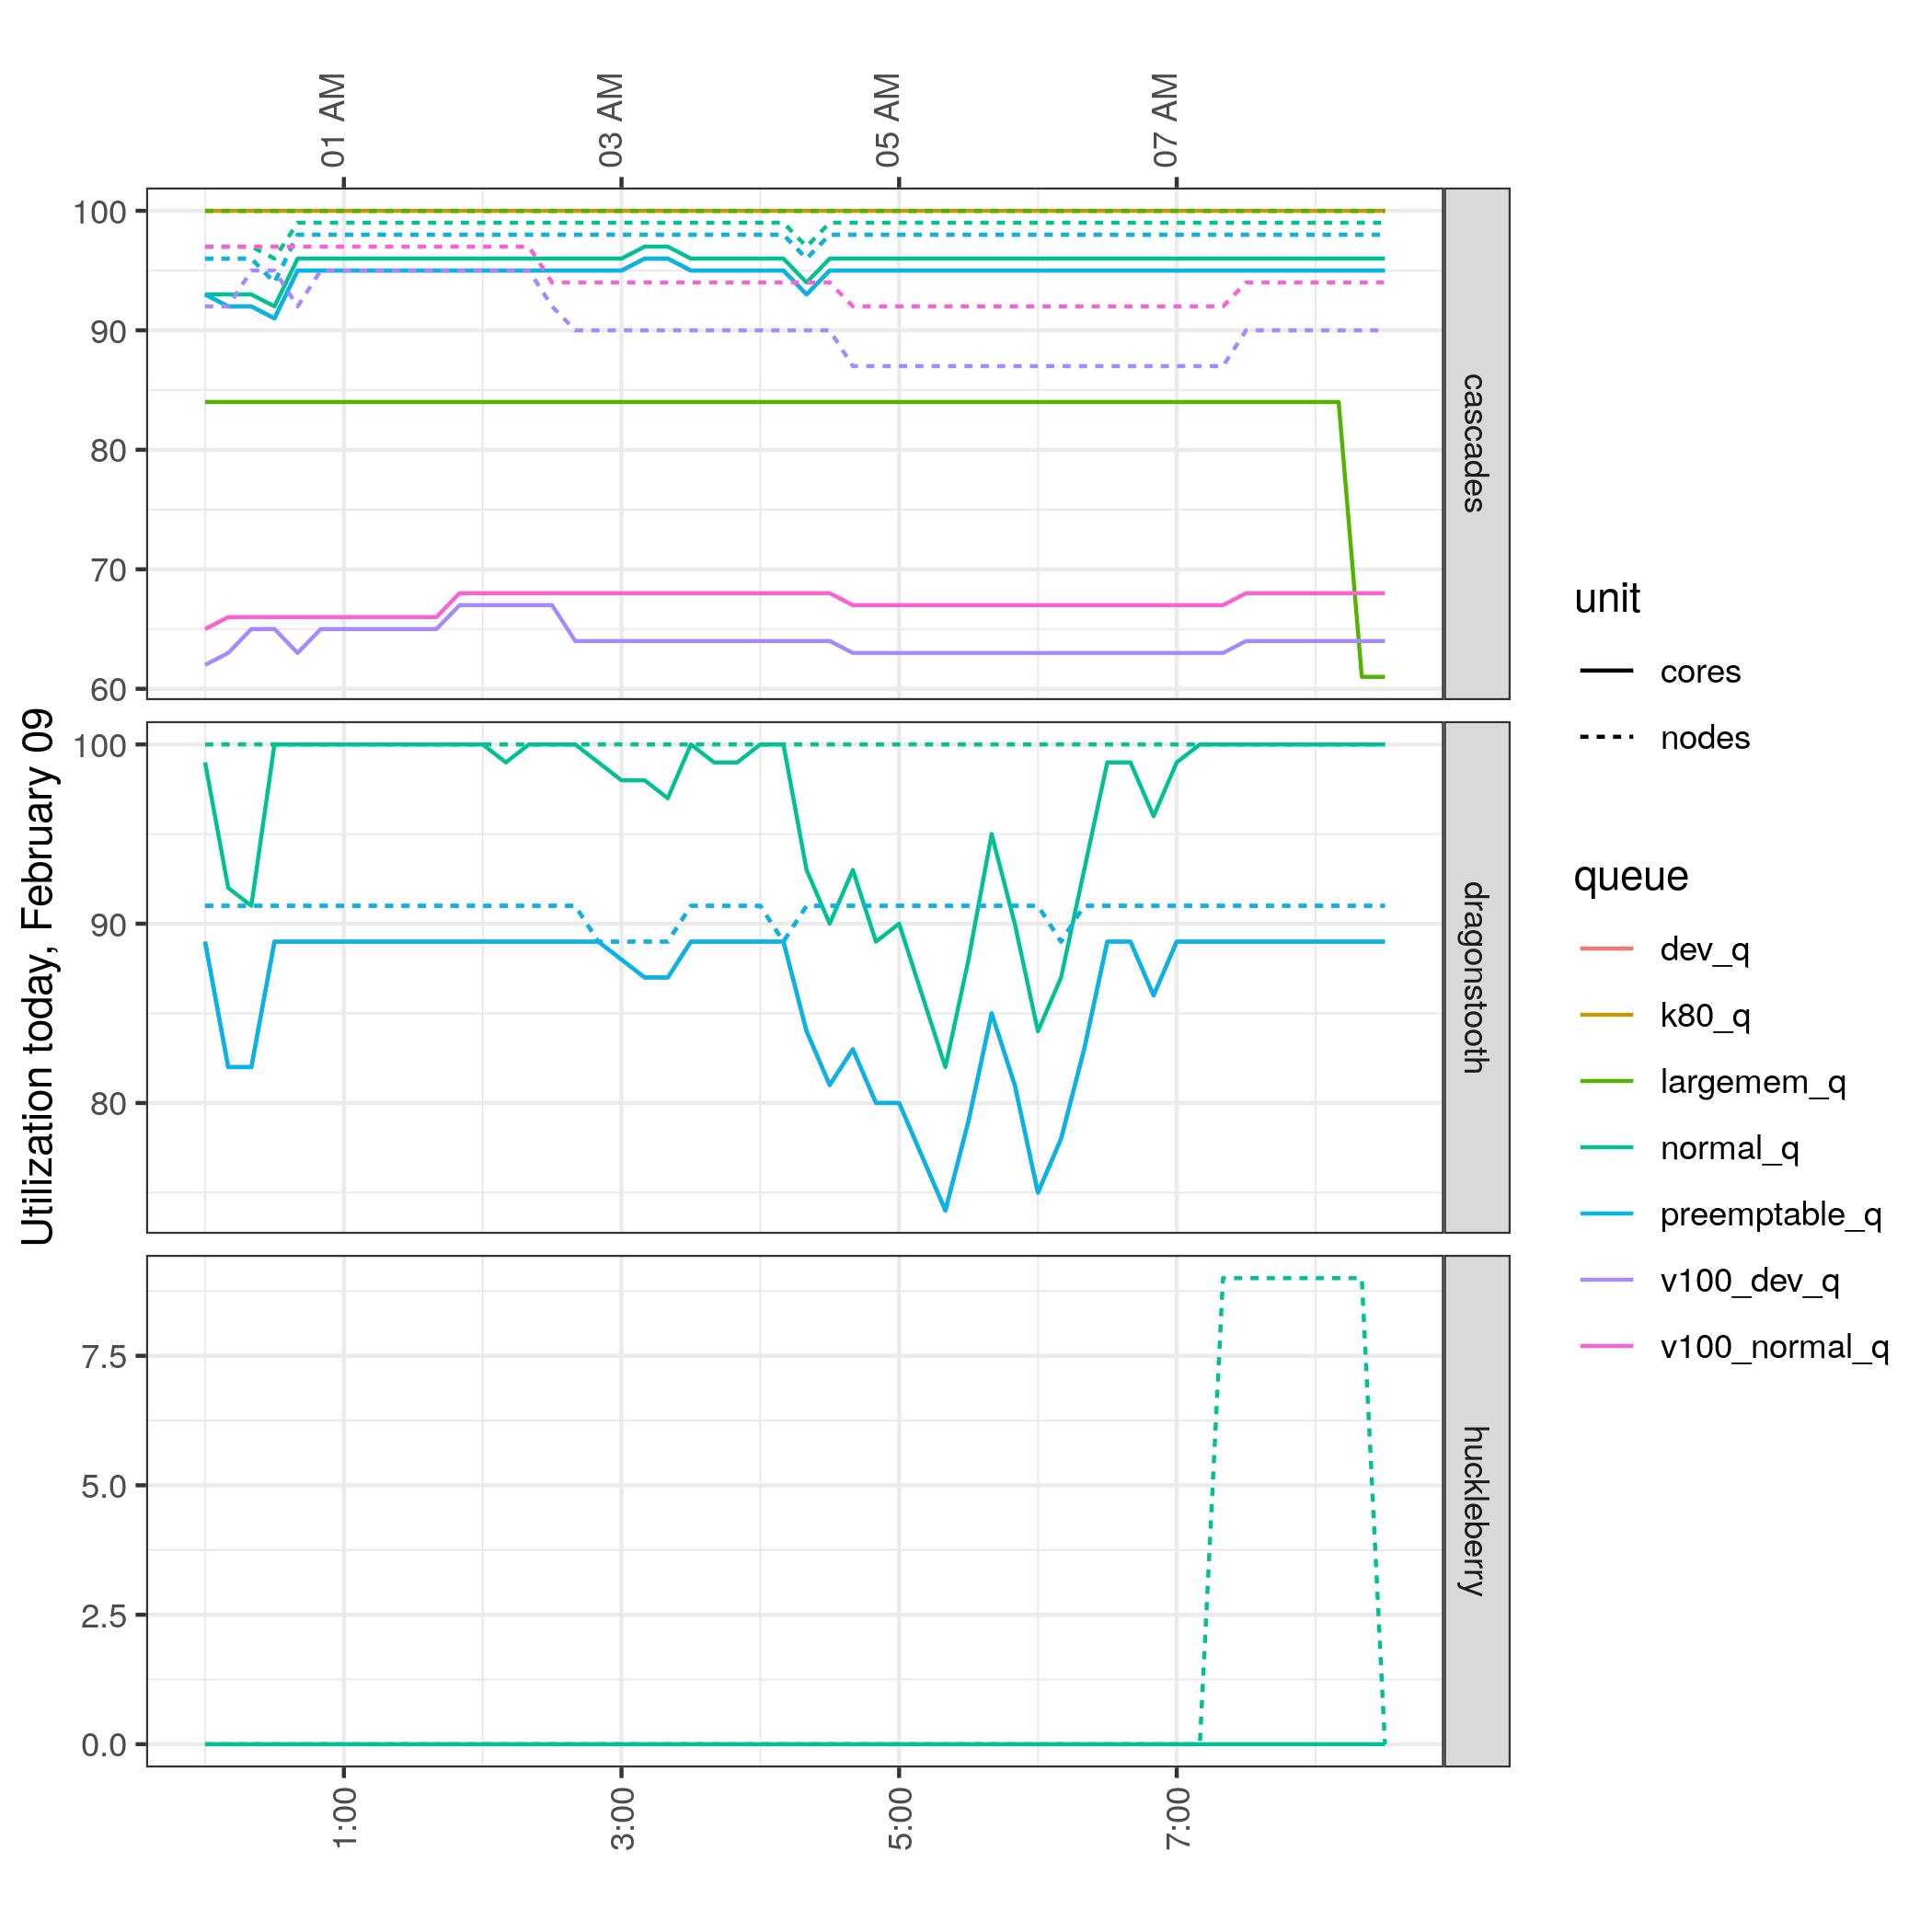 01 AM
03 AM
05 AM
07 AM
Utilization today, February 09
100
90
80
70
60
cascades
100
90
80
dragonstooth
7.5
5.0
2.5
0.0
huckleberry
1:00
3:00
5:00
7:00
unit
cores
nodes
queue
dev_q
k80_q
largemem_q
normal_q
preemptable_q
v100_dev_q
v100_normal_q